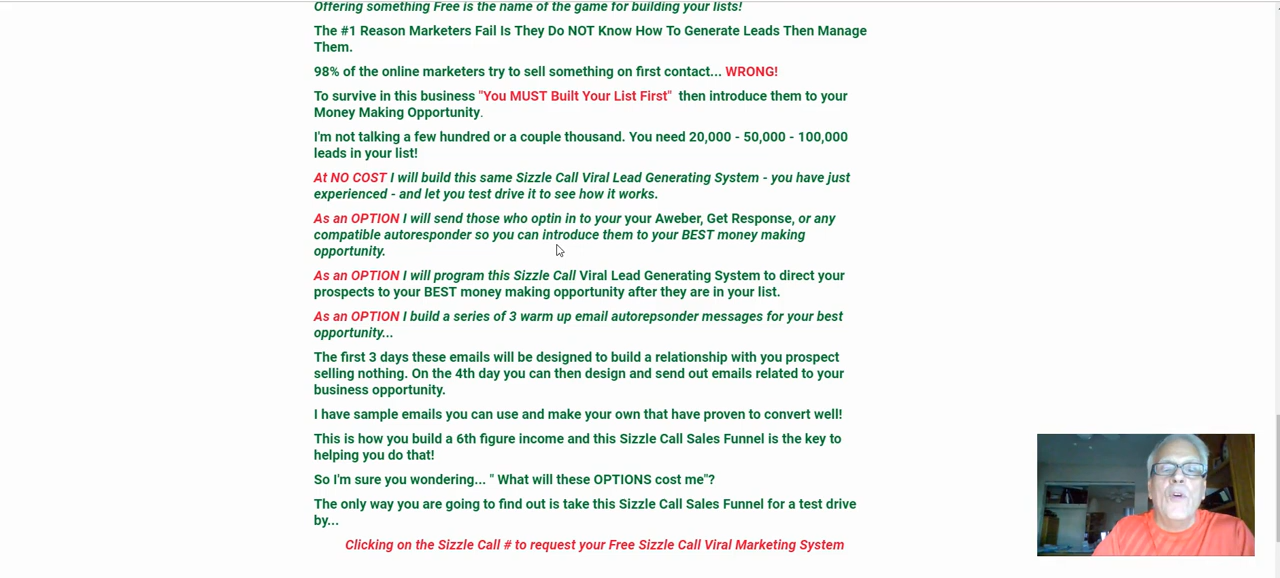 Offering something Free is the name of the game for building your lists!
The #1 Reason Marketers Fail Is They Do NOT Know How To Generate Leads Then Manage
Them.
98% of the online marketers try to sell something on first contact... WRONG!
To survive in this business "You MUST Built Your List First" then introduce them to your
Money Making Opportunity.
I'm not talking a few hundred or a couple thousand. You need 20,000 - 50,000 - 100,000
leads in your list!
At NO COST I will build this same Sizzle Call Viral Lead Generating System - you have just
experienced - and let you test drive it to see how it works.
As an OPTION I will send those who optin in to your your Aweber, Get Response, or any
compatible autoresponder so you can introduce them to your BEST money making
opportunity.
As an OPTION I will program this Sizzle Call Viral Lead Generating System to direct your
prospects to your BEST money making opportunity after they are in your list.
As an OPTION I build a series of 3 warm up email autorepsonder messages for your best
opportunity...
The first 3 days these emails will be designed to build a relationship with you prospect
selling nothing. On the 4th day you can then design and send out emails related to your
business opportunity.
I have sample emails you can use and make your own that have proven to convert well!
This is how you build a 6th figure income and this Sizzle Call Sales Funnel is the key to
helping you do that!
So I'm sure you wondering... " What will these OPTIONS cost me"?
The only way you are going to find out is take this Sizzle Call Sales Funnel for a test drive
by...
Clicking on the Sizzle Call # to request your Free Sizzle Call Viral Marketing System